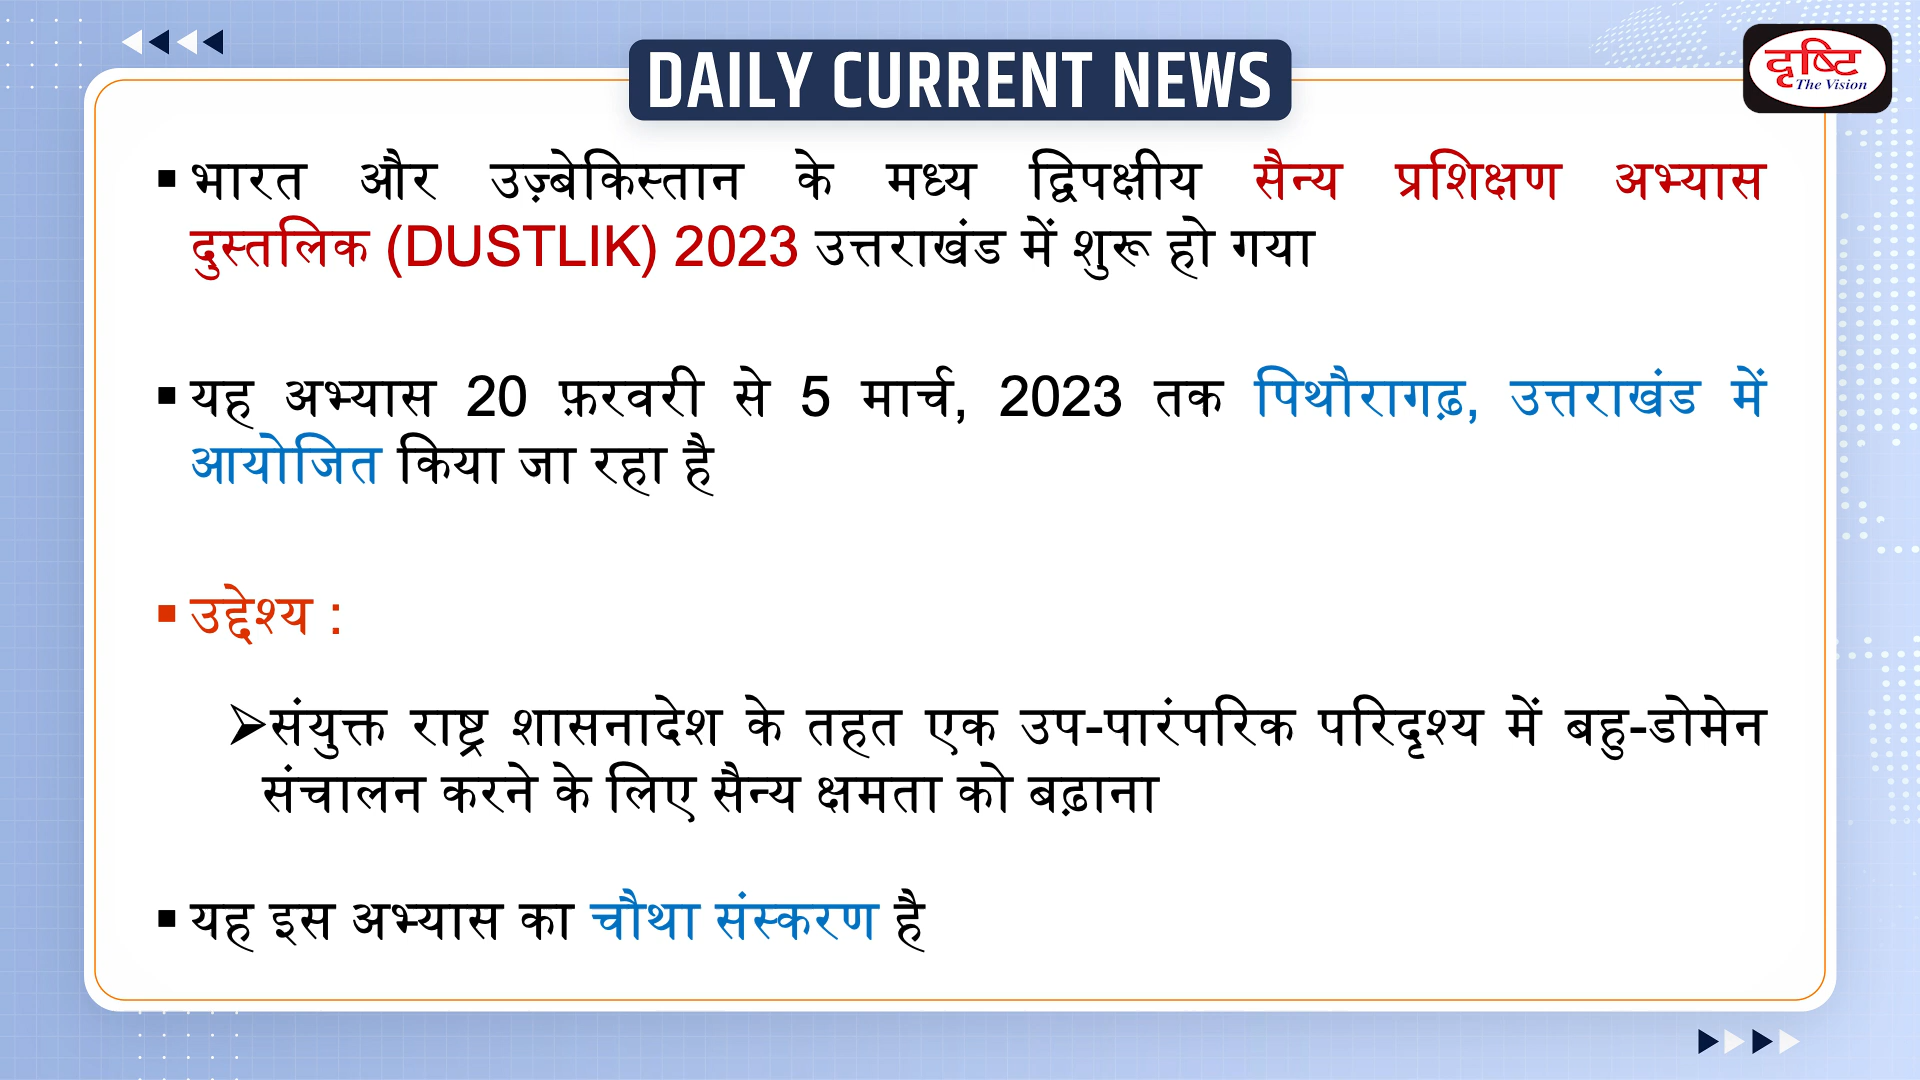 DAILY CURRENT NEWS
दृष्टि
The Vision
▪ भारत और उज़्बेकिस्तान के मध्य द्विपक्षीय सैन्य प्रशिक्षण अभ्यास
दुस्तलिक (DUSTLIK) 2023 उत्तराखंड में शुरू हो गया
▪ यह अभ्यास 20 फ़रवरी से 5 मार्च, 2023 तक पिथौरागढ़, उत्तराखंड में
आयोजित किया जा रहा है
▪ उद्देश्य :
➢संयुक्त राष्ट्र शासनादेश के तहत एक उप-पारंपरिक परिदृश्य में बहु-डोमेन
संचालन करने के लिए सैन्य क्षमता को बढ़ाना
▪ यह इस अभ्यास का चौथा संस्करण है